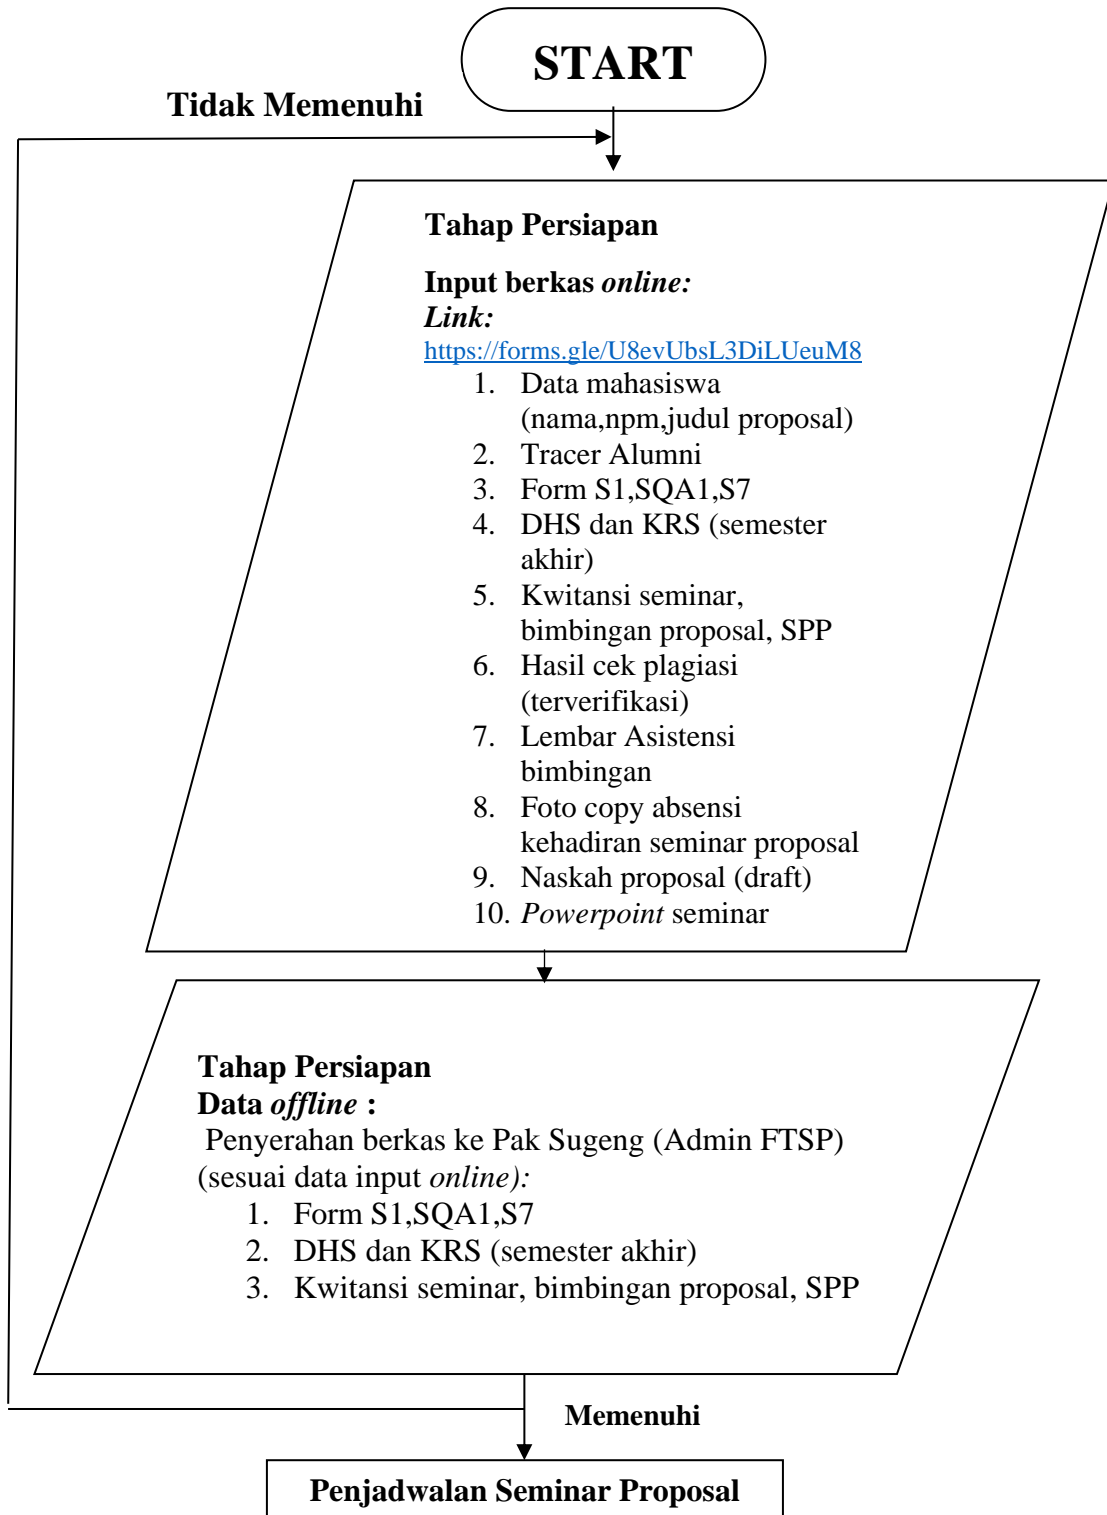 START
Tidak Memenuhi
Tahap Persiapan
Input berkas online:
Link:
https://forms.gle/U8evUbsL3DiLUeuM8
1. Data mahasiswa
(nama,npm,judul proposal)
2. Tracer Alumni
3. Form S1,SQA1,S7
4. DHS dan KRS (semester
akhir)
5. Kwitansi seminar,
bimbingan proposal, SPP
6. Hasil cek plagiasi
(terverifikasi)
7. Lembar Asistensi
bimbingan
8. Foto copy absensi
kehadiran seminar proposal
9. Naskah proposal (draft)
10. Powerpoint seminar
Tahap Persiapan
Data offline :
Penyerahan berkas ke Pak Sugeng (Admin FTSP)
(sesuai data input online):
1. Form S1,SQA1,S7
2. DHS dan KRS (semester akhir)
3. Kwitansi seminar, bimbingan proposal, SPP
Memenuhi
Penjadwalan Seminar Proposal